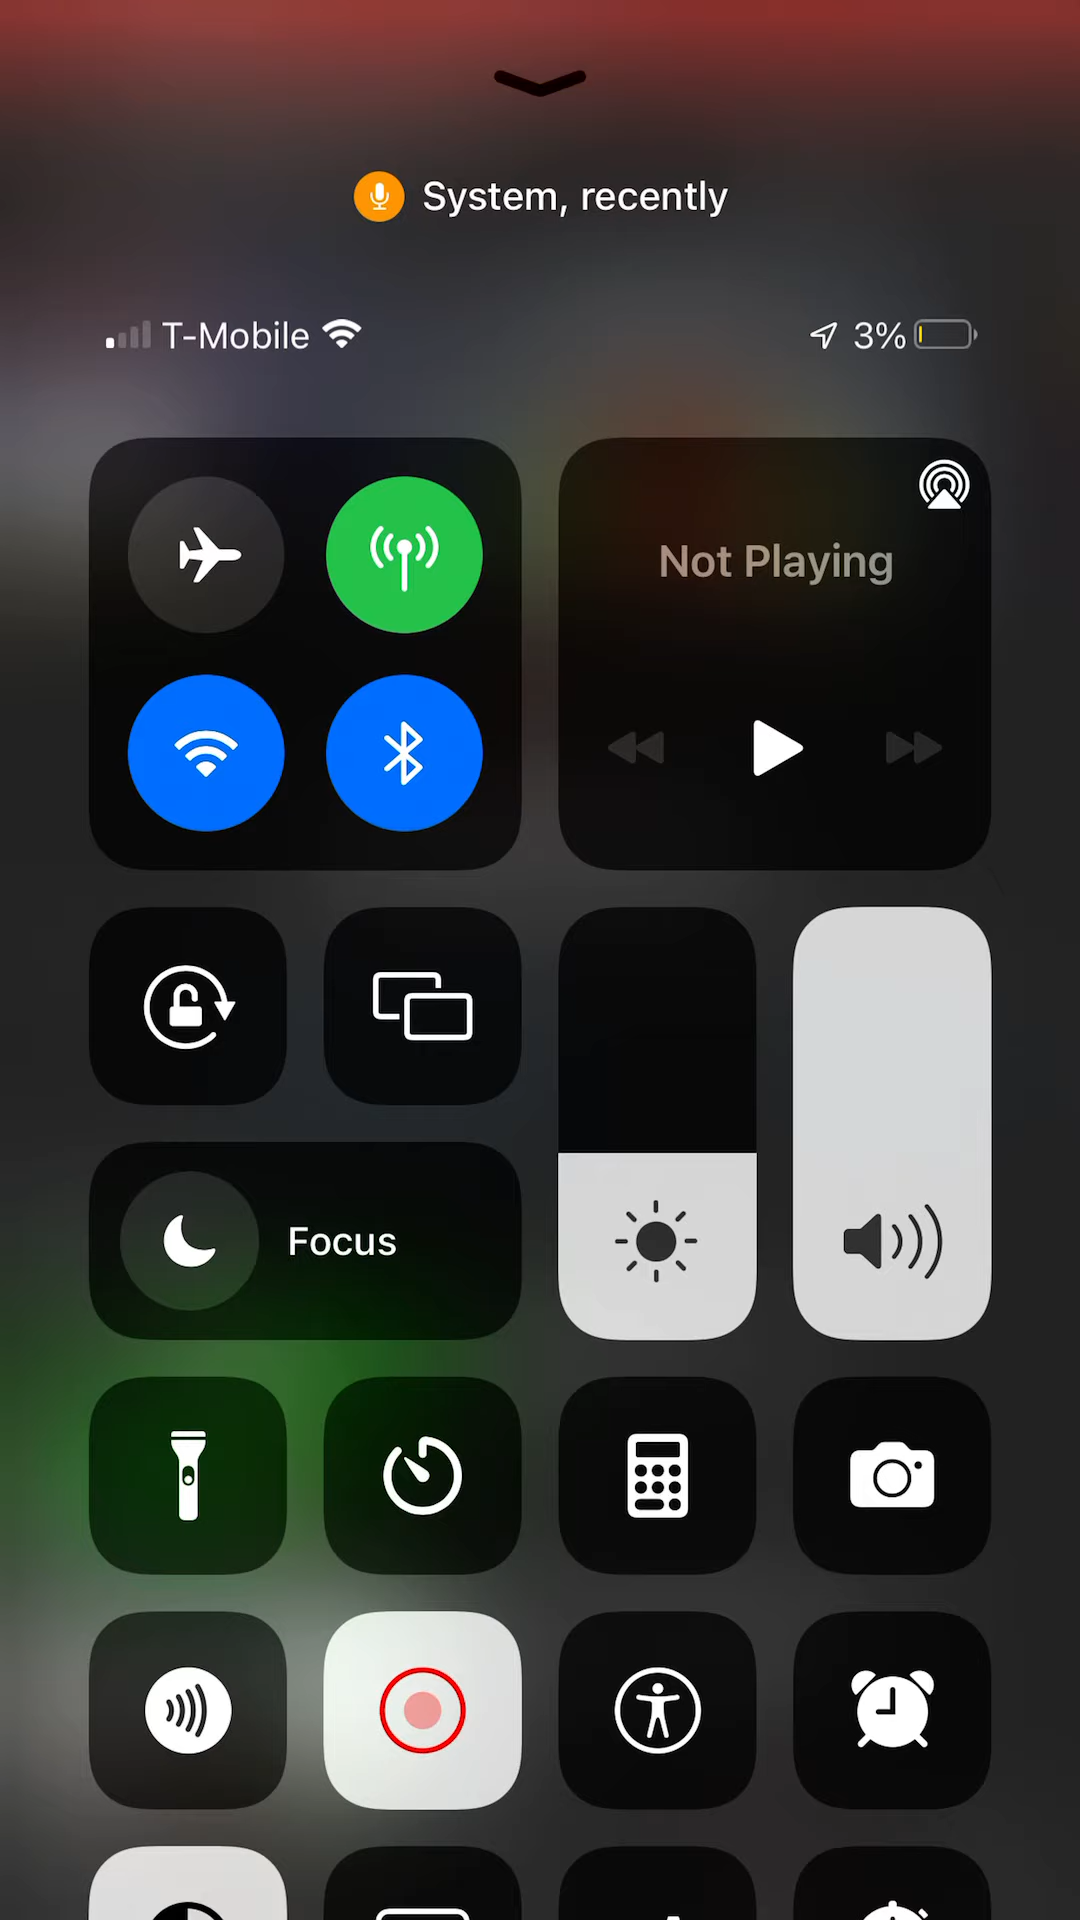 System, recently
T-Mobile 3%
Not Playing
Focus